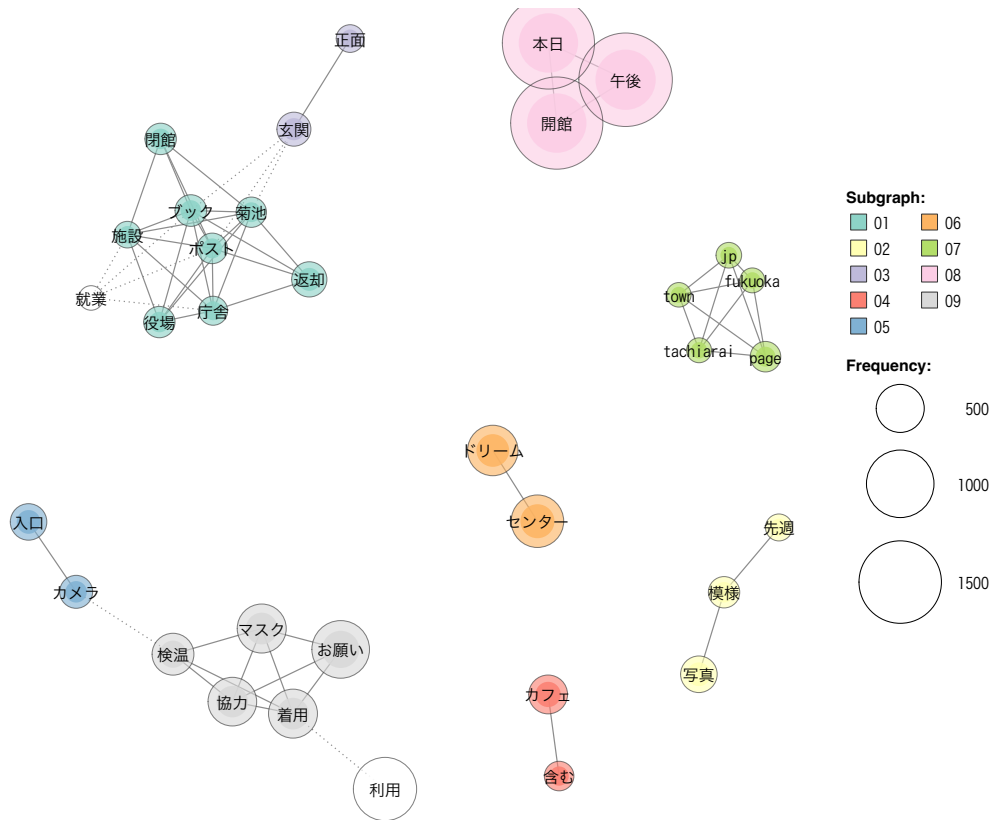 正面
本日
午後
開館
玄関
閉館
ブック
菊池
施設
ポスト
返却
就業
役場
庁舎
jp
fukuoka
town
tachiarai
page
Subgraph:
01
02
03
04
05
06
07
08
09
Frequency:
500
1000
1500
ドリーム
センター
入口
カメラ
先週
模様
写真
マスク
お願い
検温
協力
着用
利用
カフェ
含む